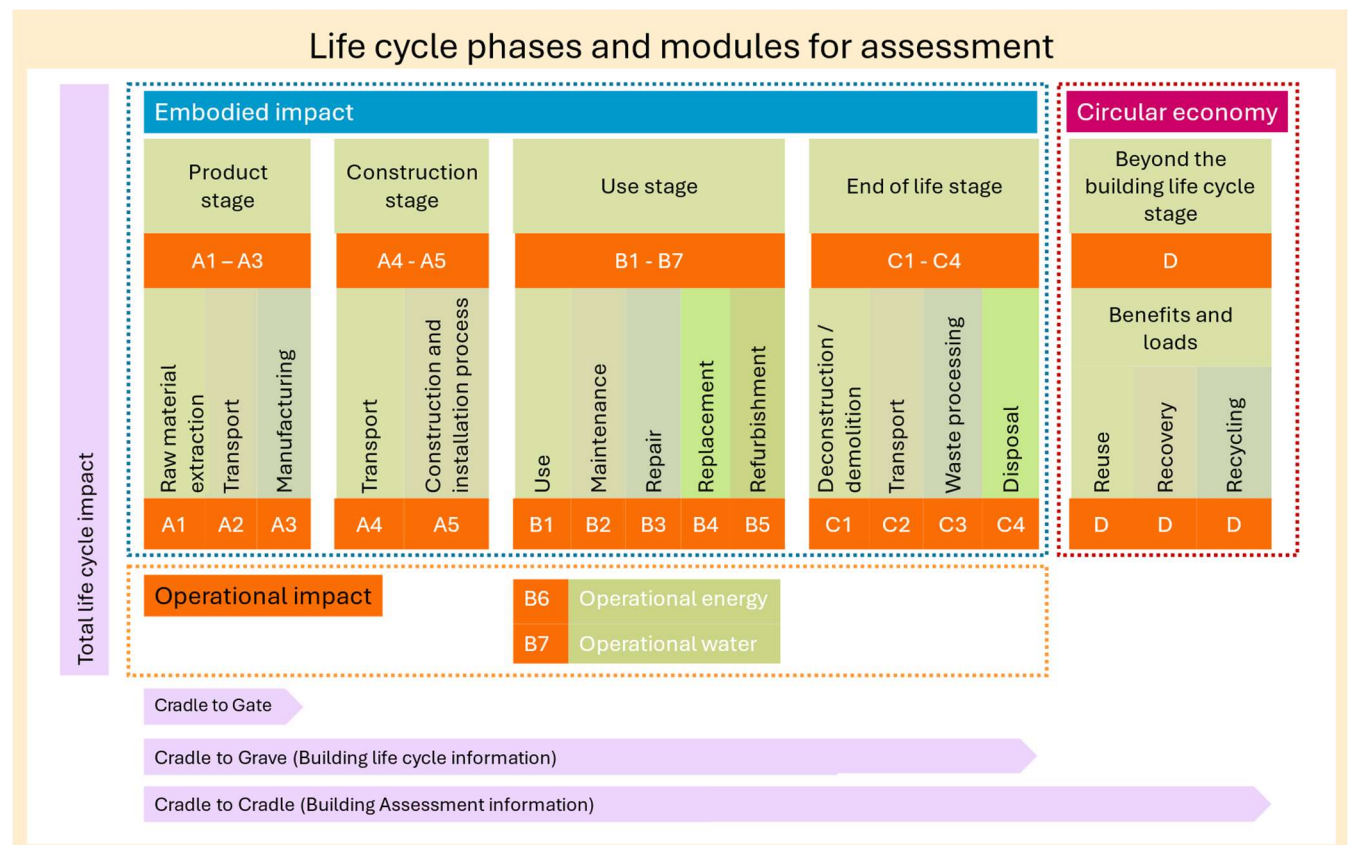 Life cycle phases and modules for assessment
Total life cycle impact
Embodied impact
Circular economy
Product
stage
Construction
stage
Use stage
End of life stage
Beyond the
building life cycle
stage
A1 – A3
A4 - A5
B1 - B7
C1 - C4
D
Raw material
extraction
Transport
Manufacturing
Transport
Construction and
installation process
Use
Maintenance
Repair
Replacement
Refurbishment
Deconstruction /
demolition
Transport
Waste processing
Disposal
Benefits and
loads
Reuse
Recovery
Recycling
A1
A2
A3
A4
A5
B1
B2
B3
B4
B5
C1
C2
C3
C4
D
D
D
Operational impact
B6
Operational energy
B7
Operational water
Cradle to Gate
Cradle to Grave (Building life cycle information)
Cradle to Cradle (Building Assessment information)